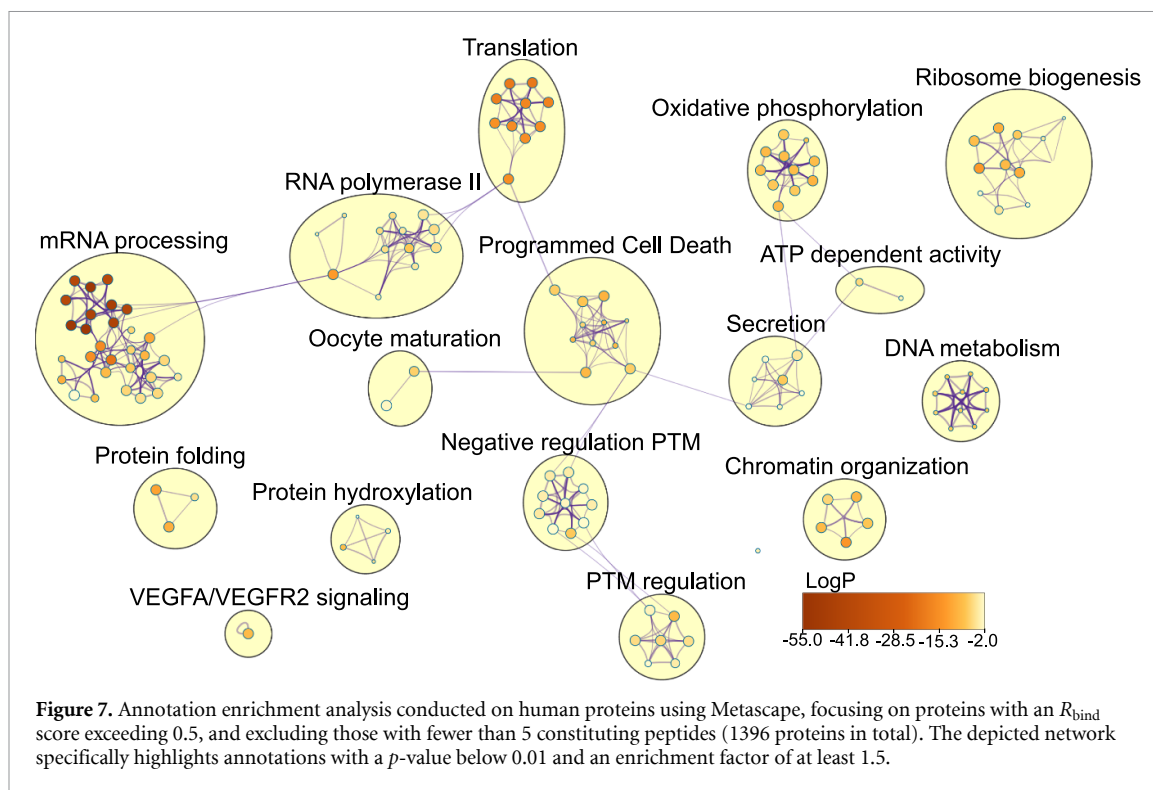 Translation
Ribosome biogenesis
Oxidative phosphorylation
RNA polymerase II
mRNA processing
Programmed Cell Death
ATP dependent activity
Secretion
Oocyte maturation
DNA metabolism
Negative regulation PTM
Protein folding
Chromatin organization
Protein hydroxylation
PTM regulation
LogP
VEGFA/VEGFR2 signaling
-55.0 -41.8 -28.5 -15.3 -2.0
Figure 7. Annotation enrichment analysis conducted on human proteins using Metascape, focusing on proteins with an Rbind
score exceeding 0.5, and excluding those with fewer than 5 constituting peptides (1396 proteins in total). The depicted network
specifically highlights annotations with a p-value below 0.01 and an enrichment factor of at least 1.5.